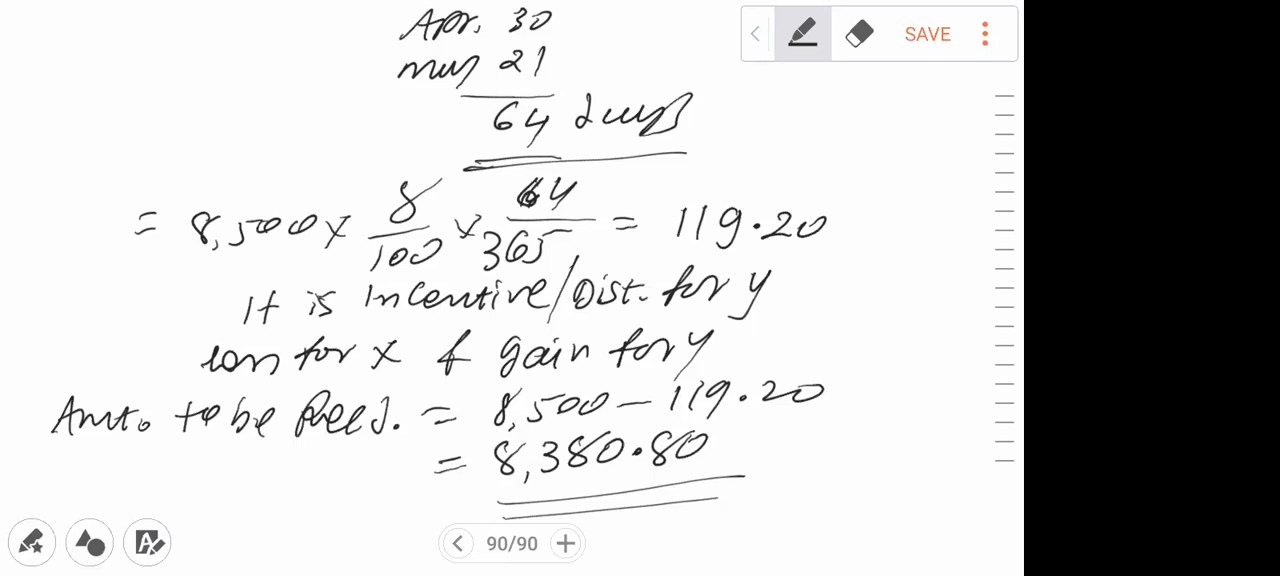 Apr. 30
may 21
64 days
= 8,500 x 8/100 x 64/365 = 119.20
It is Incentive/Dist. for y
loss for x & gain for y
Amt. to be Reed. = 8,500 - 119.20
= 8,380.80
SAVE
90/90